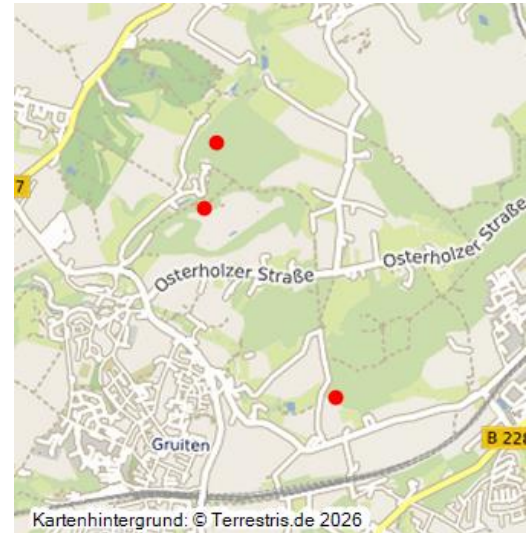 7
Osterholzer Straße
Osterholzer Straße
Gruiten
B 228
Kartenhintergrund: © Terrestris.de 2026